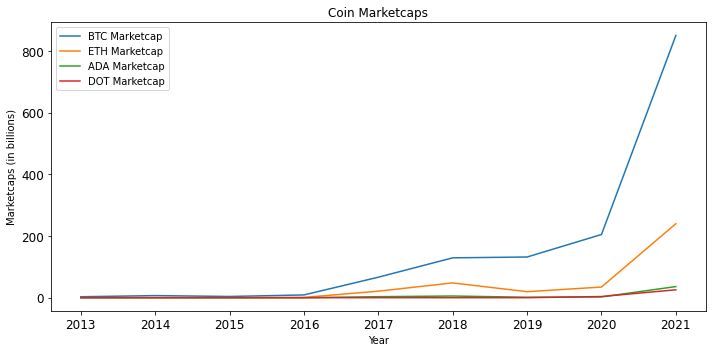 Coin Marketcaps
BTC Marketcap
ETH Marketcap
ADA Marketcap
DOT Marketcap
Marketcaps (in billions)
800
600
400
200
0
2013 2014 2015 2016 2017 2018 2019 2020 2021
Year